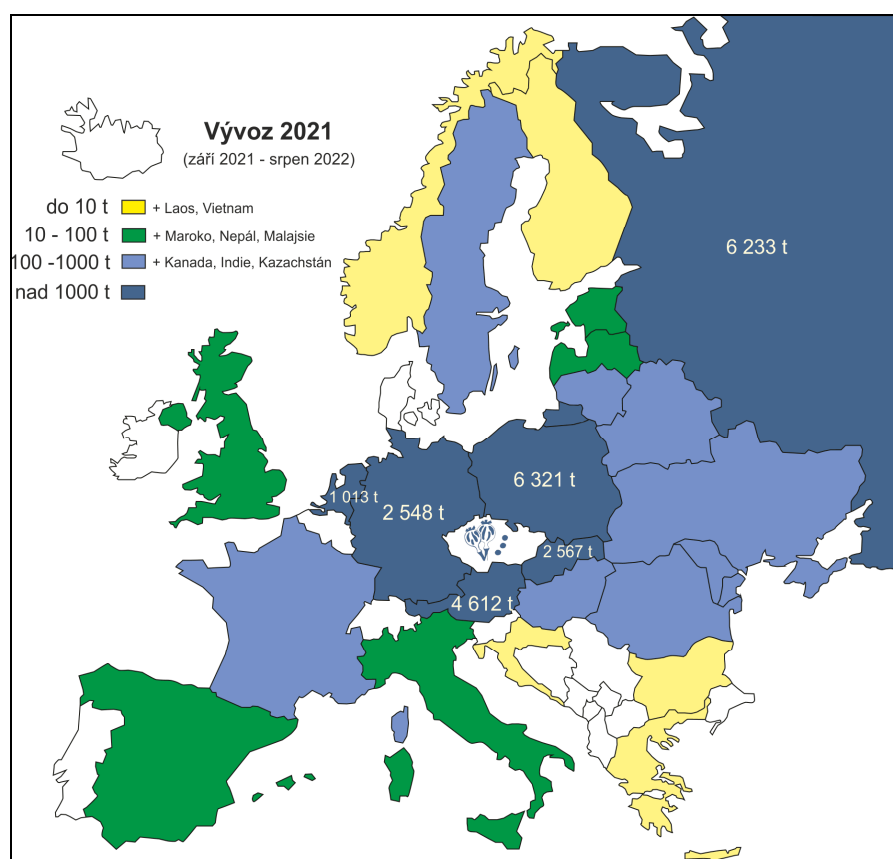 Vývoz 2021
(září 2021 - srpen 2022)
do 10 t + Laos, Vietnam
10 - 100 t + Maroko, Nepál, Malajsie
100 -1000 t + Kanada, Indie, Kazachstán
nad 1000 t
6 233 t
6 321 t
1 013 t
2 548 t
2 567 t
4 612 t